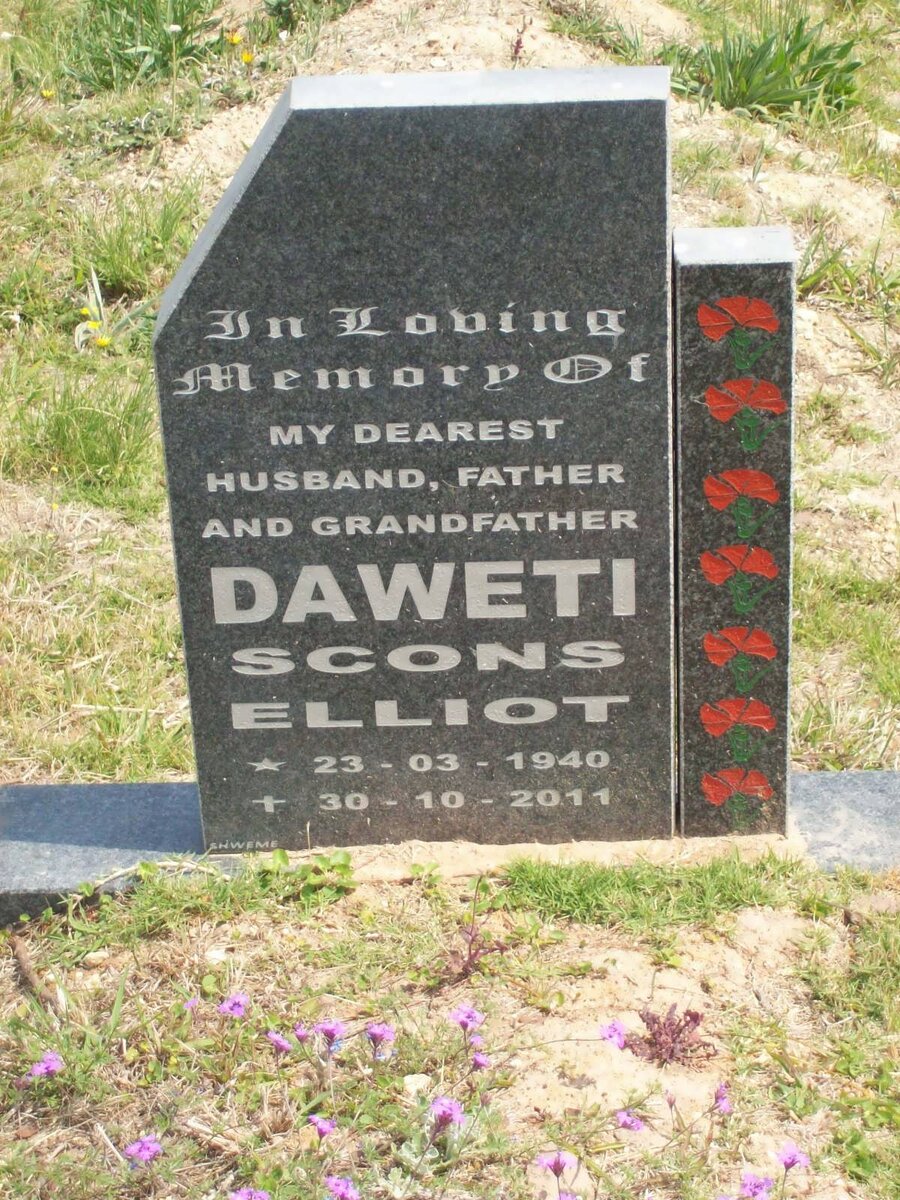 In Loving
Memory Of
MY DEAREST
HUSBAND, FATHER
AND GRANDFATHER
DAWETI
SCONS
ELLIOT
★ 23 - 03 - 1940
✝ 30 - 10 - 2011
SHWEME